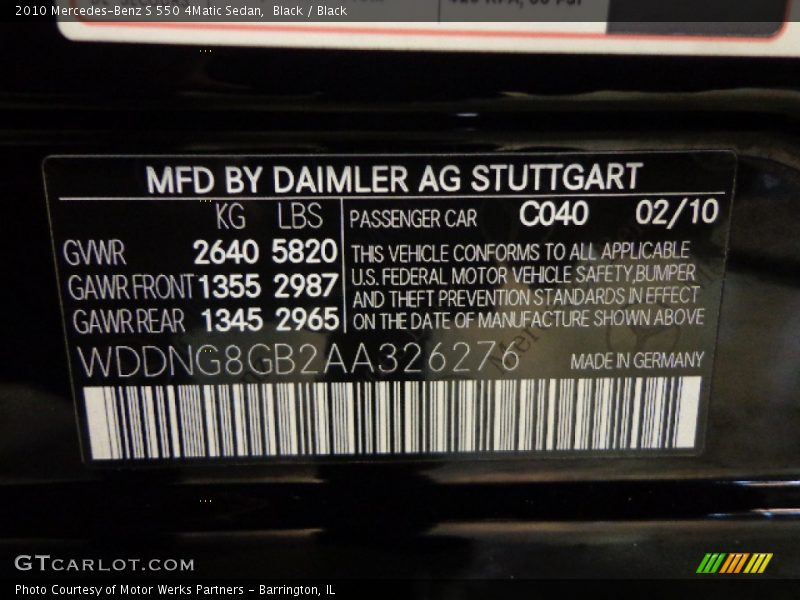 2010 Mercedes-Benz S 550 4Matic Sedan, Black / Black
MFD BY DAIMLER AG STUTTGART
KG LBS
GVWR 2640 5820
GAWR FRONT 1355 2987
GAWR REAR 1345 2965
PASSENGER CAR C040 02/10
THIS VEHICLE CONFORMS TO ALL APPLICABLE
U.S. FEDERAL MOTOR VEHICLE SAFETY,BUMPER
AND THEFT PREVENTION STANDARDS IN EFFECT
ON THE DATE OF MANUFACTURE SHOWN ABOVE
WDDNG8GB2AA326276 MADE IN GERMANY
GTCARLOT.COM
Photo Courtesy of Motor Werks Partners - Barrington, IL